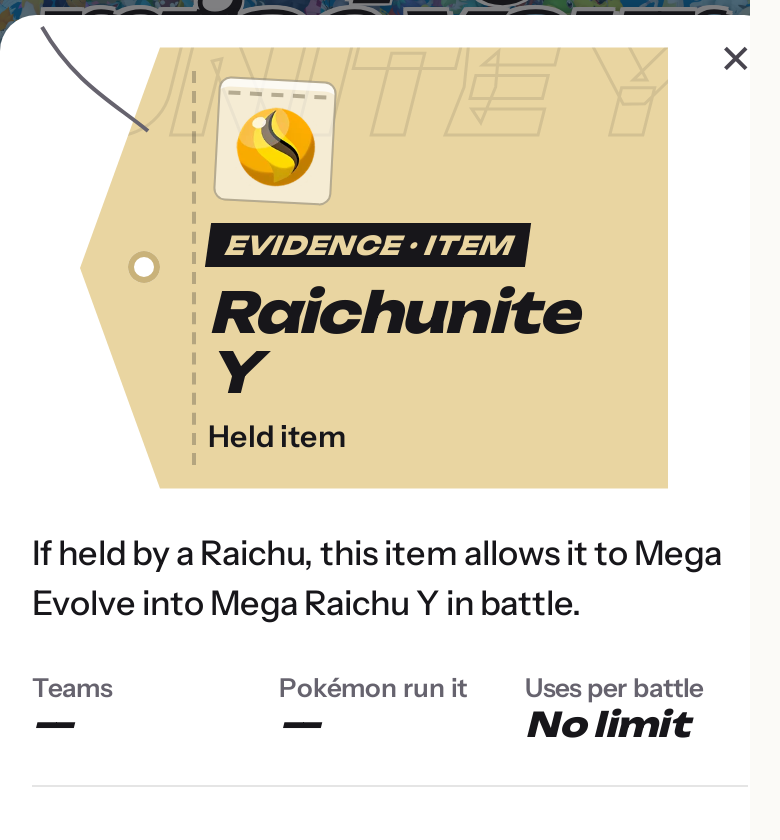 UNITE Y
EVIDENCE · ITEM
Raichunite
Y
Held item
If held by a Raichu, this item allows it to Mega
Evolve into Mega Raichu Y in battle.
Teams
Pokémon run it
Uses per battle
—
—
No limit